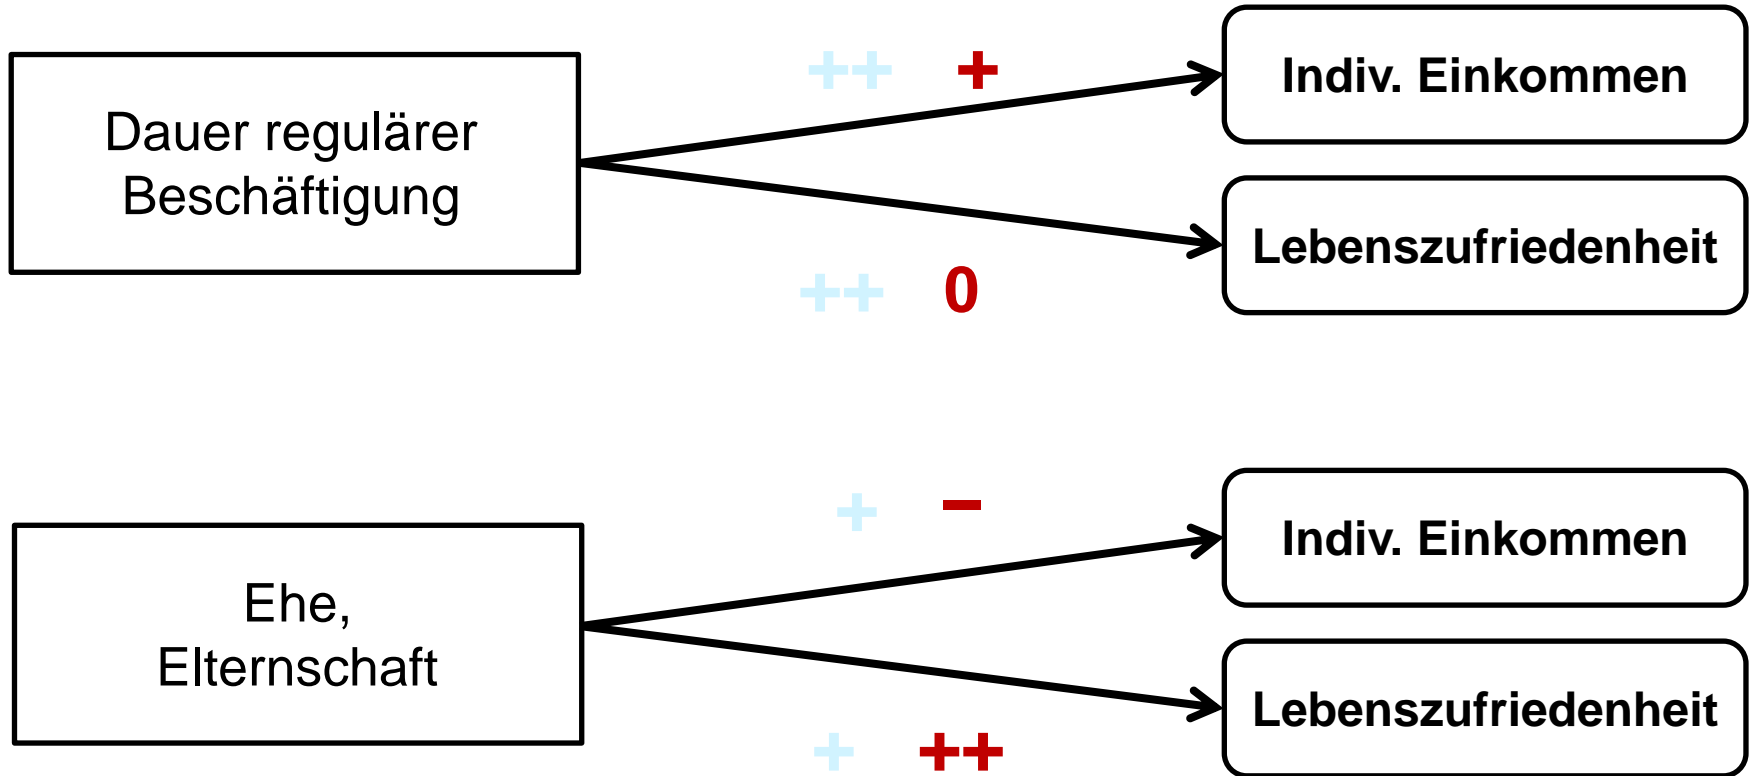 ++ +
Indiv. Einkommen
Dauer regulärer
Beschäftigung
Lebenszufriedenheit
++ 0
+ –
Indiv. Einkommen
Ehe,
Elternschaft
Lebenszufriedenheit
+ ++